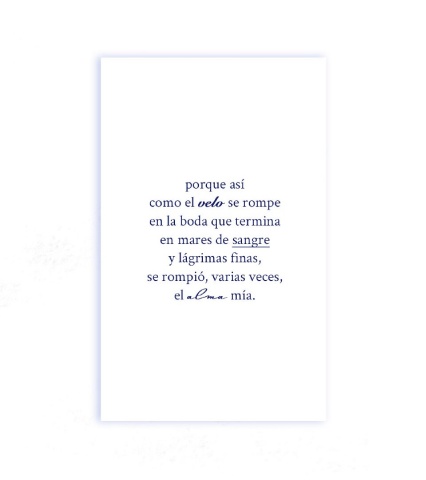 porque así
como el velo se rompe
en la boda que termina
en mares de sangre
y lágrimas finas,
se rompió, varias veces,
el alma mía.